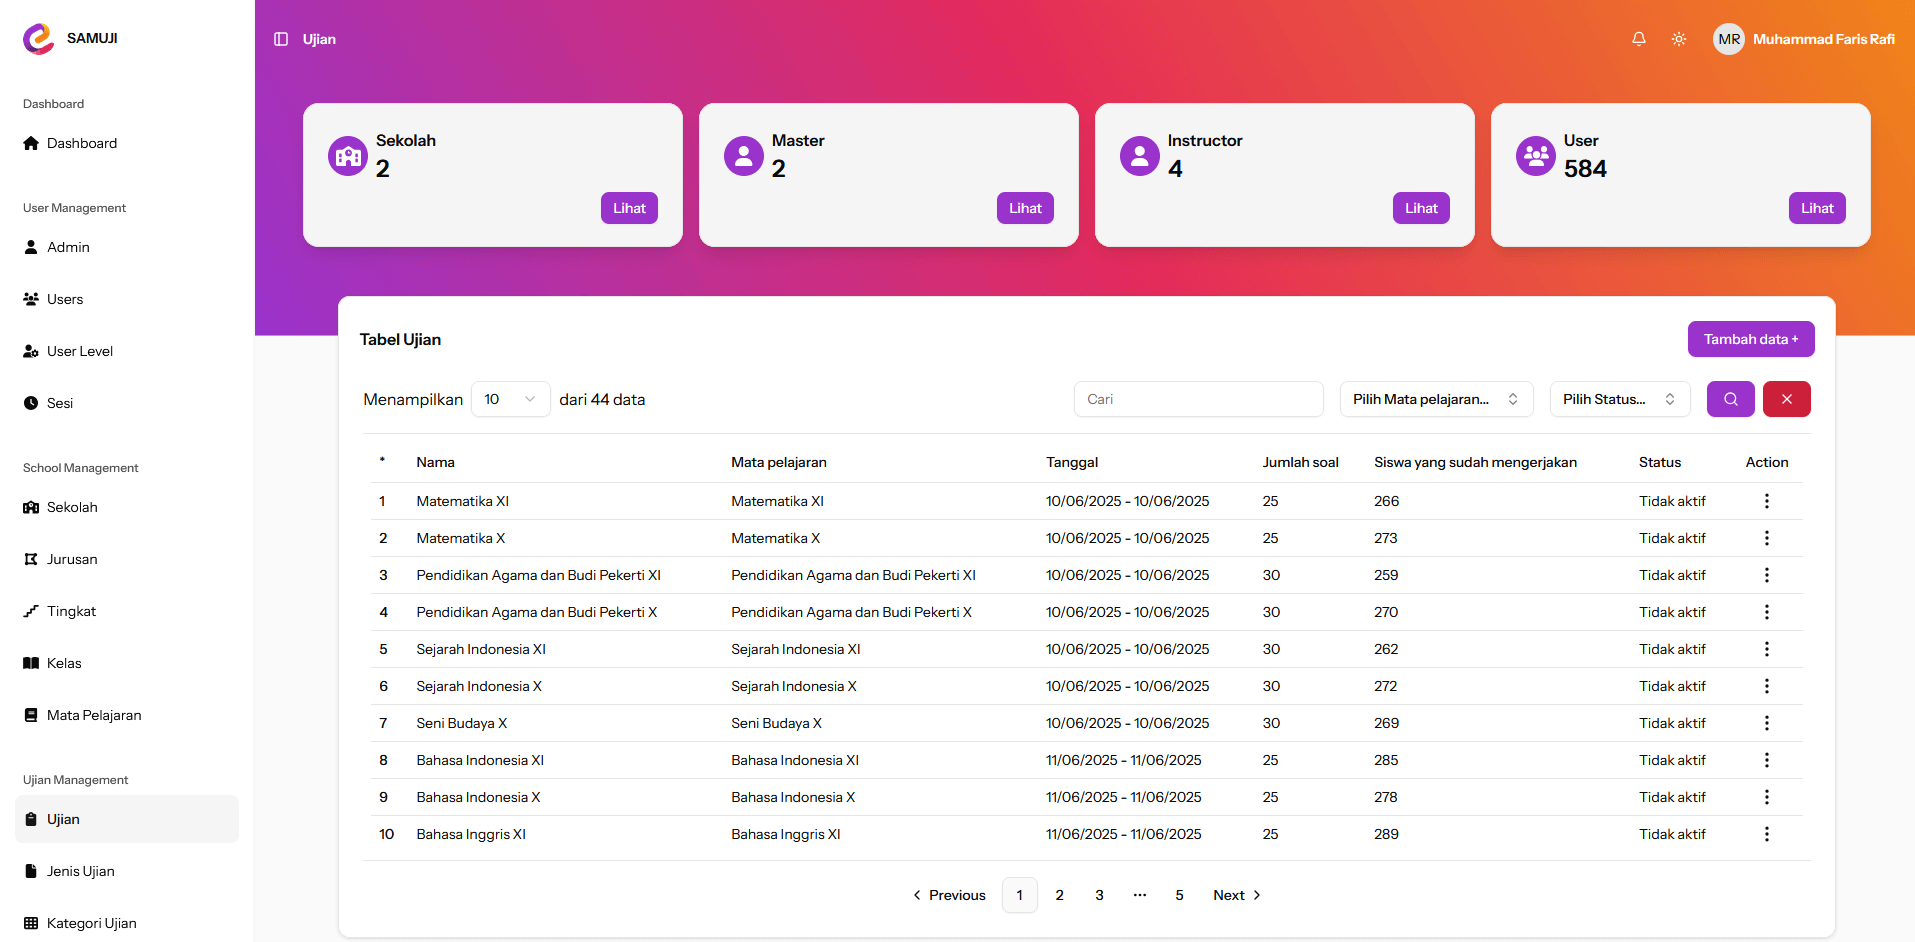 SAMUJI
Dashboard
Dashboard
User Management
Admin
Users
User Level
Sesi
School Management
Sekolah
Jurusan
Tingkat
Kelas
Mata Pelajaran
Ujian Management
Ujian
Jenis Ujian
Kategori Ujian
Ujian
MR Muhammad Faris Rafi
Sekolah
2
Lihat
Master
2
Lihat
Instructor
4
Lihat
User
584
Lihat
Tabel Ujian
Tambah data +
Menampilkan 10 dari 44 data
Cari
Pilih Mata pelajaran...
Pilih Status...
* Nama Mata pelajaran Tanggal Jumlah soal Siswa yang sudah mengerjakan Status Action
1 Matematika XI Matematika XI 10/06/2025 - 10/06/2025 25 266 Tidak aktif
2 Matematika X Matematika X 10/06/2025 - 10/06/2025 25 273 Tidak aktif
3 Pendidikan Agama dan Budi Pekerti XI Pendidikan Agama dan Budi Pekerti XI 10/06/2025 - 10/06/2025 30 259 Tidak aktif
4 Pendidikan Agama dan Budi Pekerti X Pendidikan Agama dan Budi Pekerti X 10/06/2025 - 10/06/2025 30 270 Tidak aktif
5 Sejarah Indonesia XI Sejarah Indonesia XI 10/06/2025 - 10/06/2025 30 262 Tidak aktif
6 Sejarah Indonesia X Sejarah Indonesia X 10/06/2025 - 10/06/2025 30 272 Tidak aktif
7 Seni Budaya X Seni Budaya X 10/06/2025 - 10/06/2025 30 269 Tidak aktif
8 Bahasa Indonesia XI Bahasa Indonesia XI 11/06/2025 - 11/06/2025 25 285 Tidak aktif
9 Bahasa Indonesia X Bahasa Indonesia X 11/06/2025 - 11/06/2025 25 278 Tidak aktif
10 Bahasa Inggris XI Bahasa Inggris XI 11/06/2025 - 11/06/2025 25 289 Tidak aktif
Previous 1 2 3 ··· 5 Next